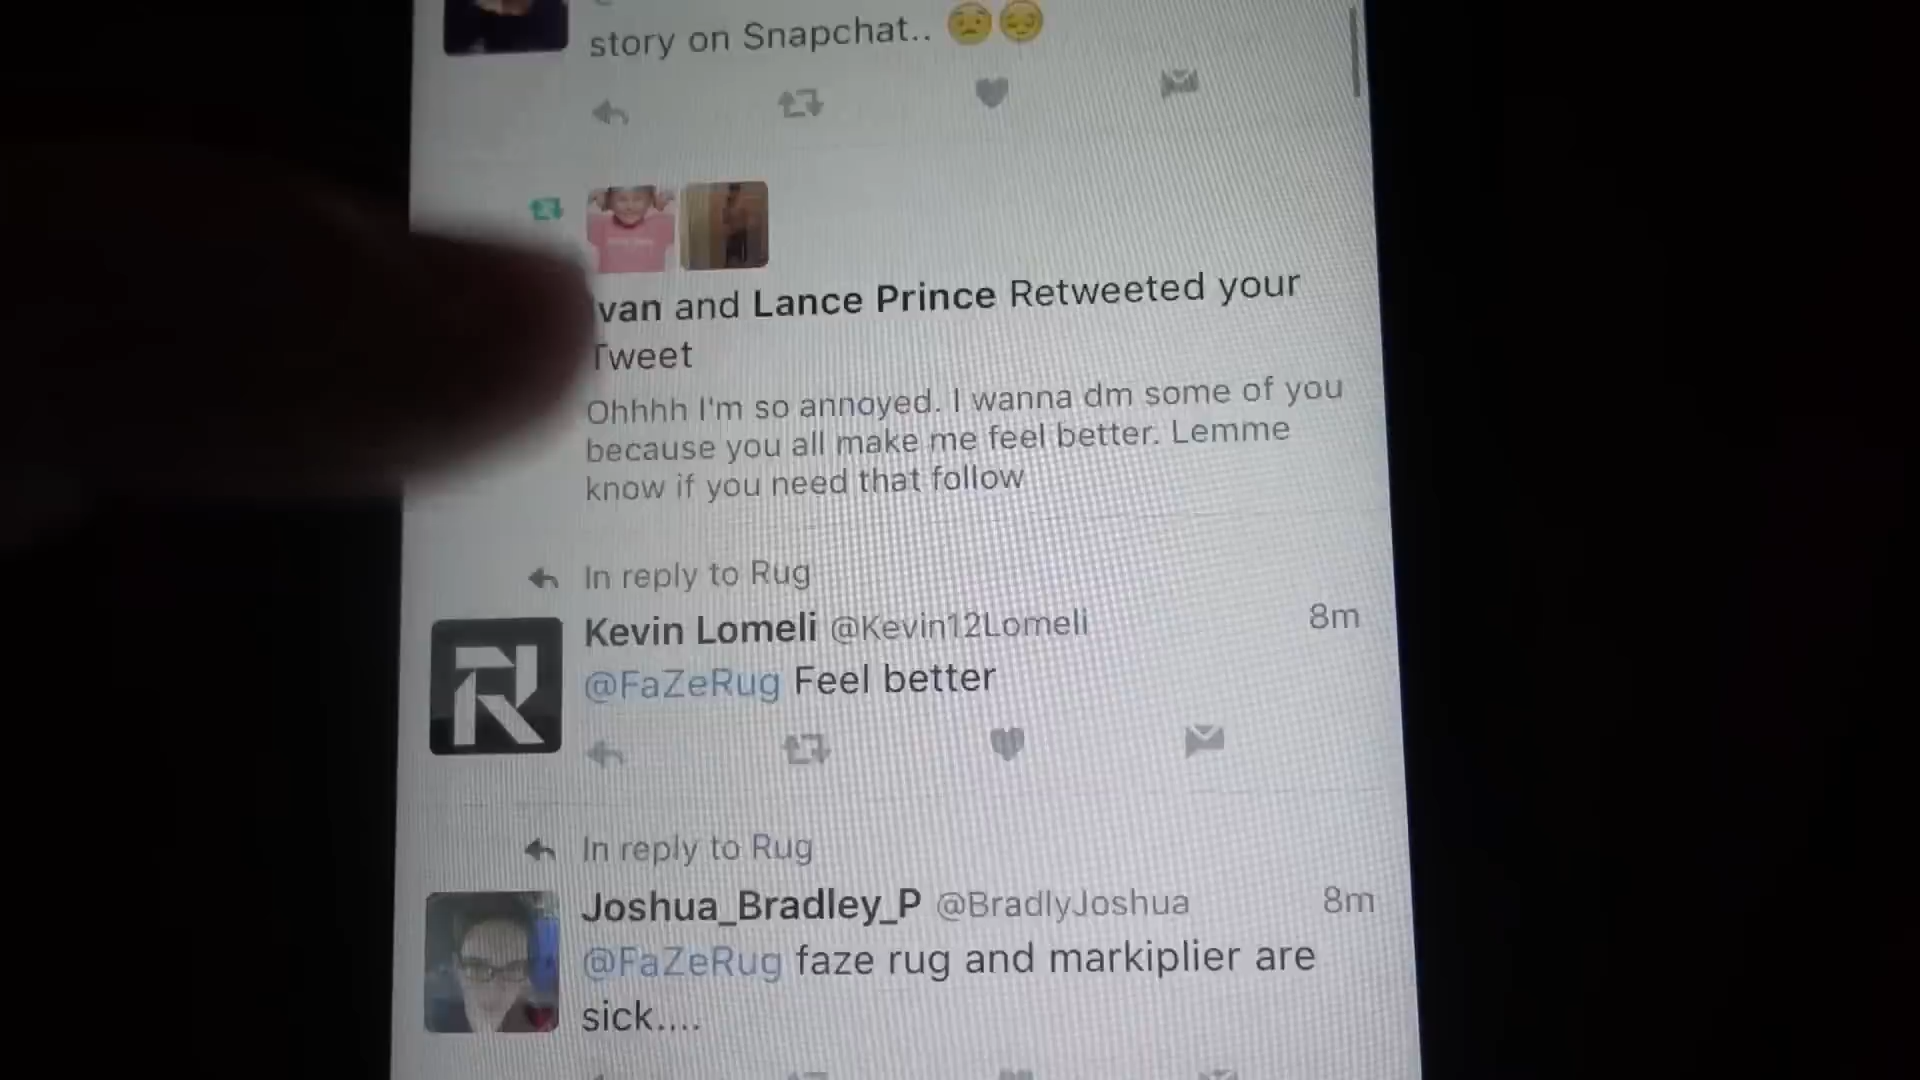 story on Snapchat..
Ivan and Lance Prince Retweeted your
Tweet
Ohhhh I'm so annoyed. I wanna dm some of you
because you all make me feel better. Lemme
know if you need that follow
In reply to Rug
Kevin Lomeli @Kevin12Lomeli 8m
@FaZeRug Feel better
In reply to Rug
Joshua_Bradley_P @BradlyJoshua 8m
@FaZeRug faze rug and markiplier are
sick....